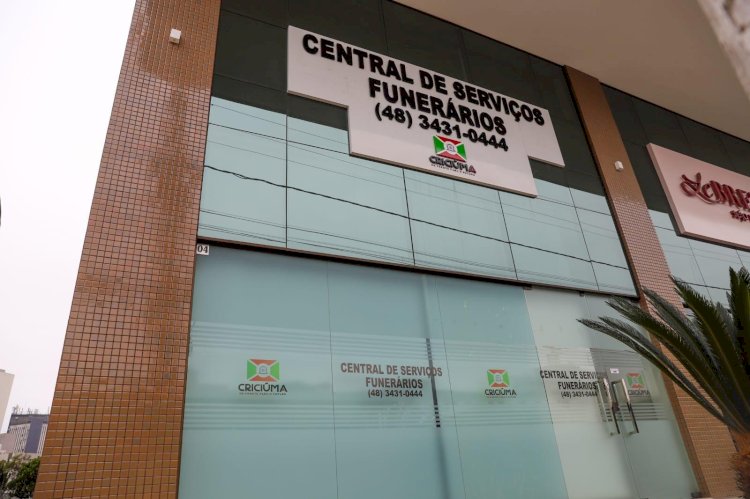 CENTRAL DE SERVIÇOS
FUNERÁRIOS
(48) 3431-0444
CRICIÚMA
04
CRICIÚMA
CENTRAL DE SERVIÇOS
FUNERÁRIOS
(48) 3431-0444
CRICIÚMA
CENTRAL DE SERVIÇOS
FUNERÁRIOS
(48) 3431-0444